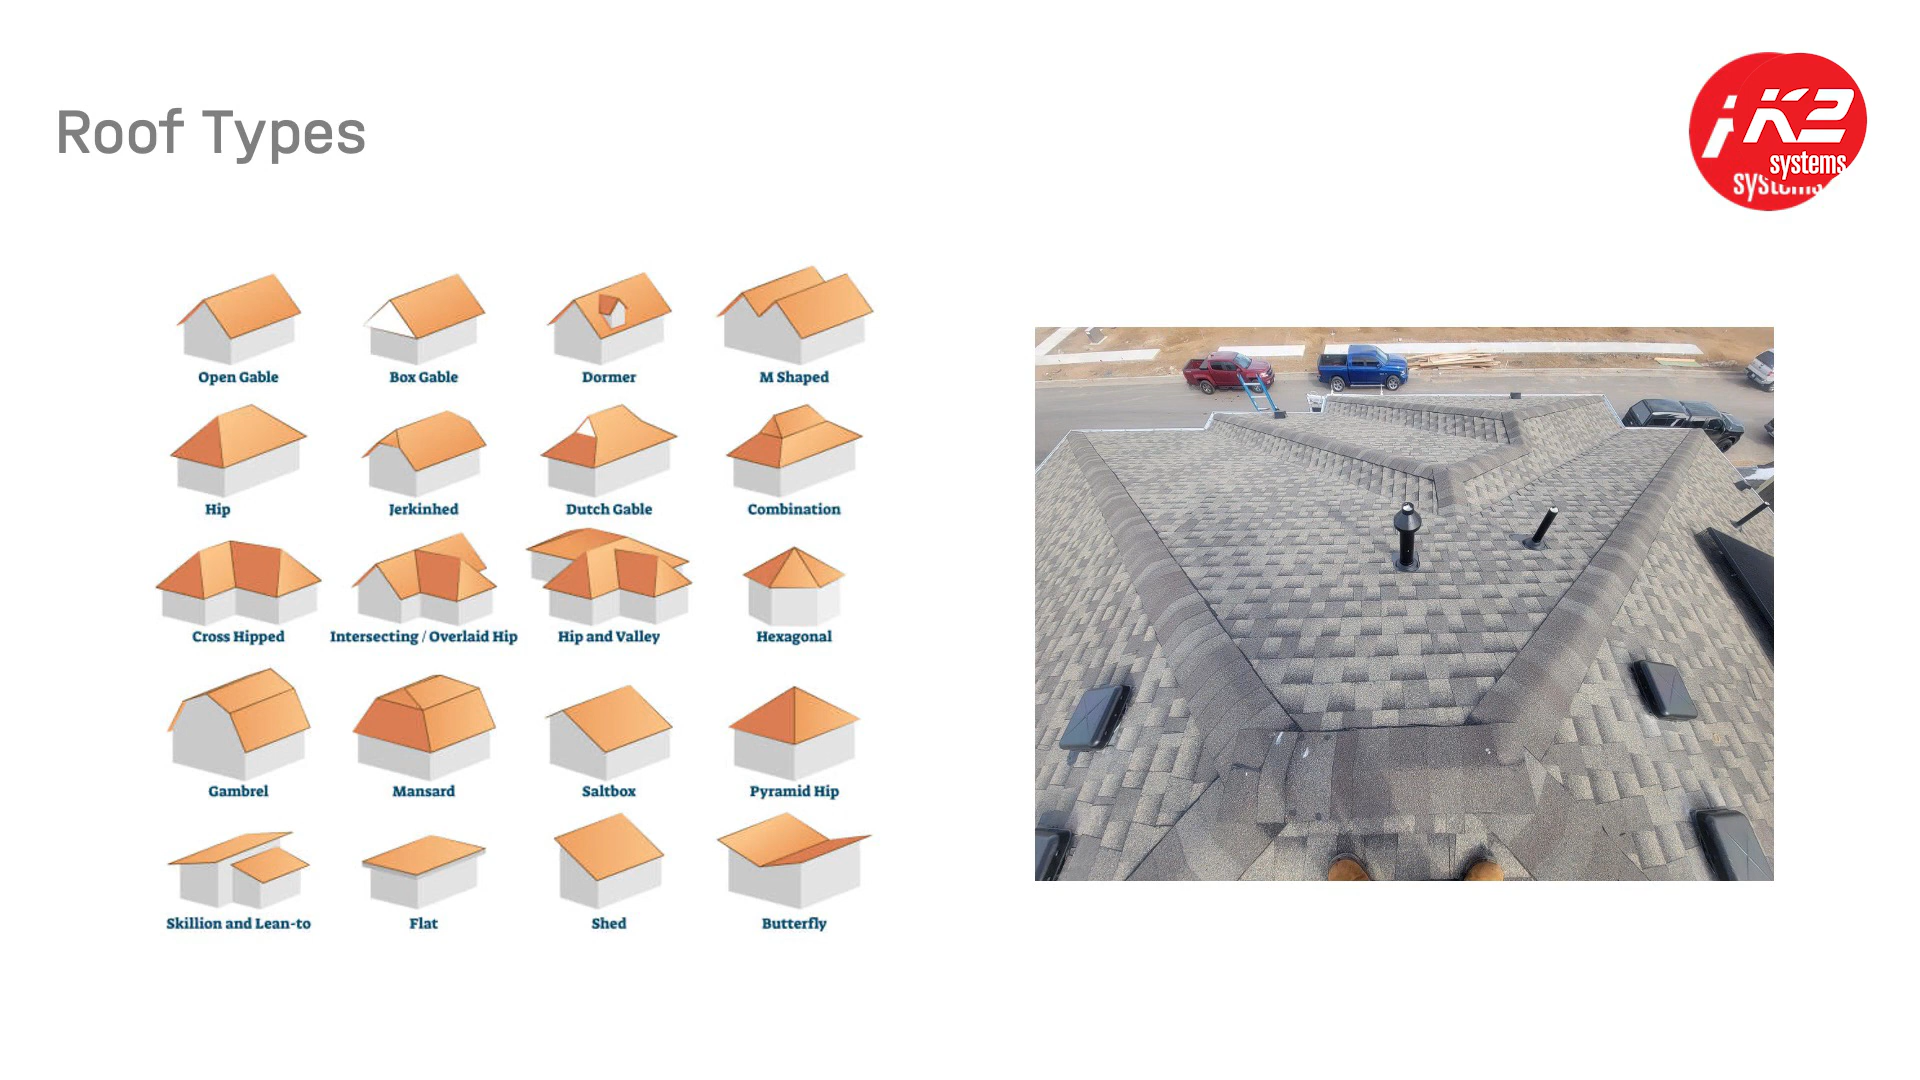 Roof Types
K2
systems
systems
Open Gable
Box Gable
Dormer
M Shaped
Hip
Jerkinhed
Dutch Gable
Combination
Cross Hipped
Intersecting / Overlaid Hip
Hip and Valley
Hexagonal
Gambrel
Mansard
Saltbox
Pyramid Hip
Skillion and Lean-to
Flat
Shed
Butterfly